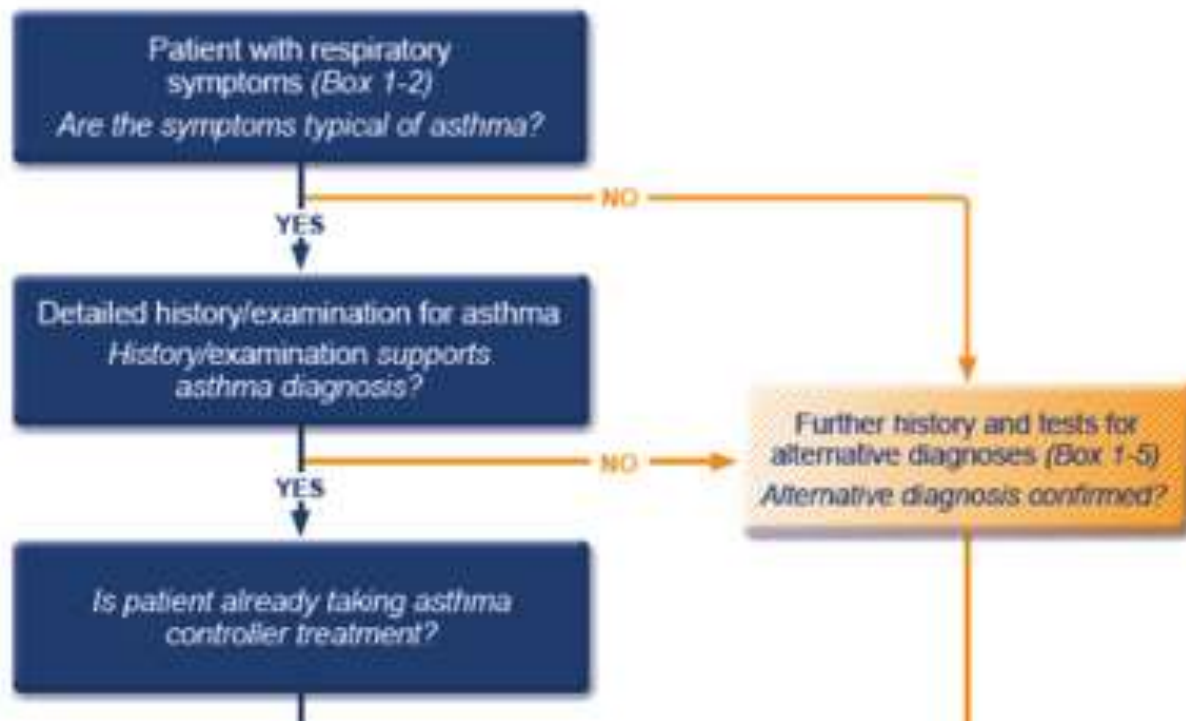 Patient with respiratory
symptoms (Box 1-2)
Are the symptoms typical of asthma?
NO
YES
Detailed history/examination for asthma
History/examination supports
asthma diagnosis?
Further history and tests for
alternative diagnoses (Box 1-5)
Alternative diagnosis confirmed?
NO
YES
Is patient already taking asthma
controller treatment?